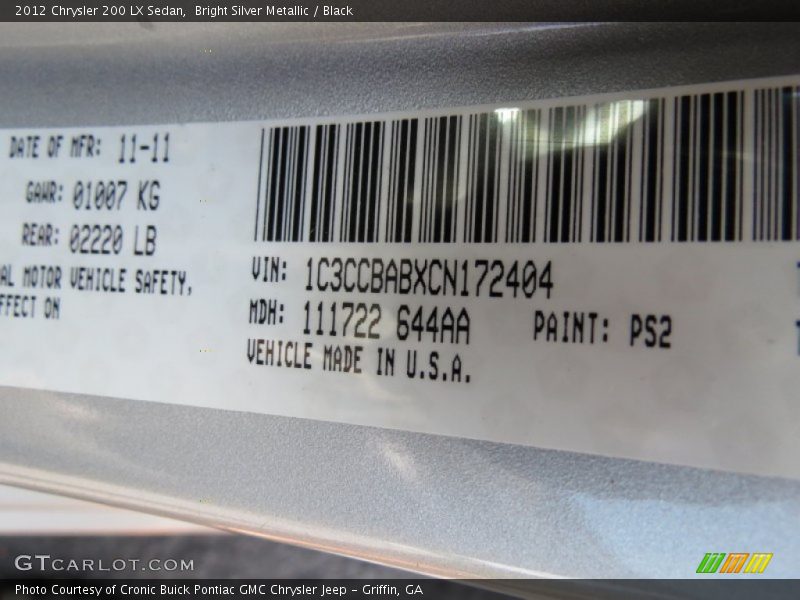 2012 Chrysler 200 LX Sedan,  Bright Silver Metallic / Black
DATE OF MFR: 11-11
GAWR: 01007 KG
REAR: 02220 LB
AL MOTOR VEHICLE SAFETY,
FFECT ON
VIN: 1C3CCBABXCN172404
MDH: 111722 644AA
PAINT: PS2
VEHICLE MADE IN U.S.A.
GTCARLOT.COM
Photo Courtesy of Cronic Buick Pontiac GMC Chrysler Jeep – Griffin, GA